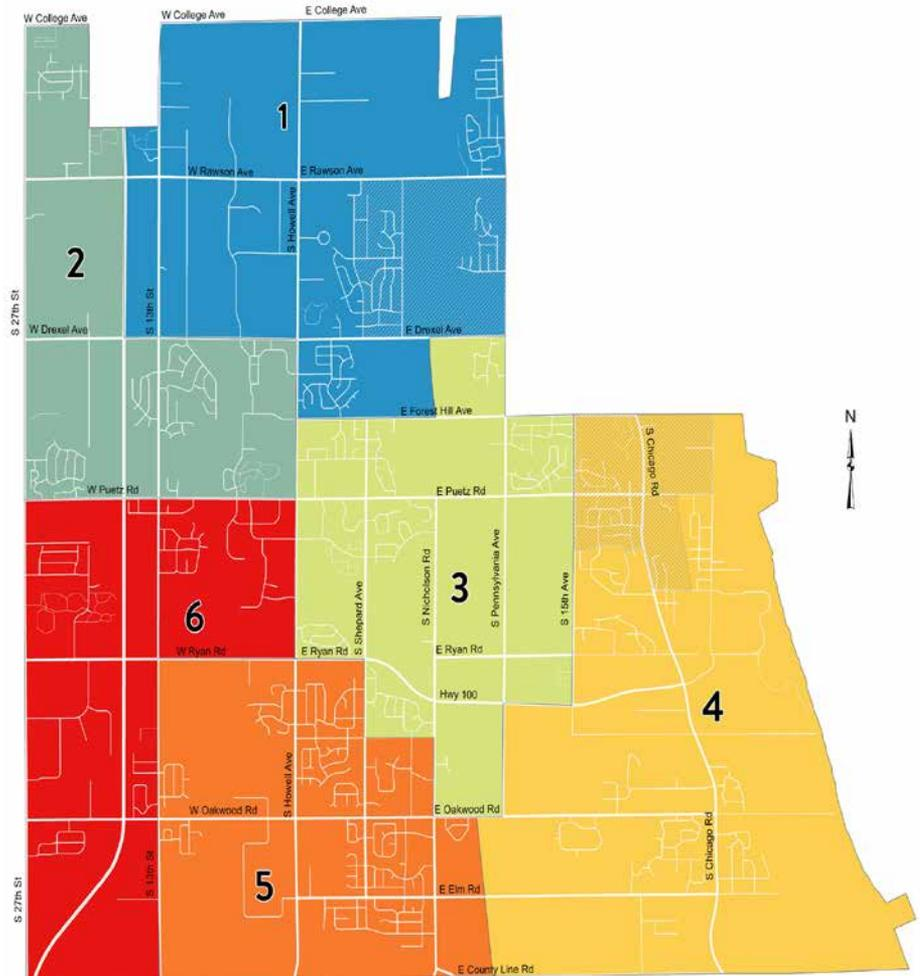 W College Ave
W College Ave
E College Ave
1
W Rawson Ave
E Rawson Ave
S Howell Ave
2
S 27th St
S 13th St
W Drexel Ave
E Drexel Ave
E Forest Hill Ave
S Chicago Rd
N
W Puetz Rd
E Puetz Rd
S Shepard Ave
S Nicholson Rd
3
S Pennsylvania Ave
S 15th Ave
6
W Ryan Rd
E Ryan Rd
E Ryan Rd
Hwy 100
4
S Howell Ave
W Oakwood Rd
E Oakwood Rd
S Chicago Rd
S 27th St
S 13th St
5
E Elm Rd
E County Line Rd